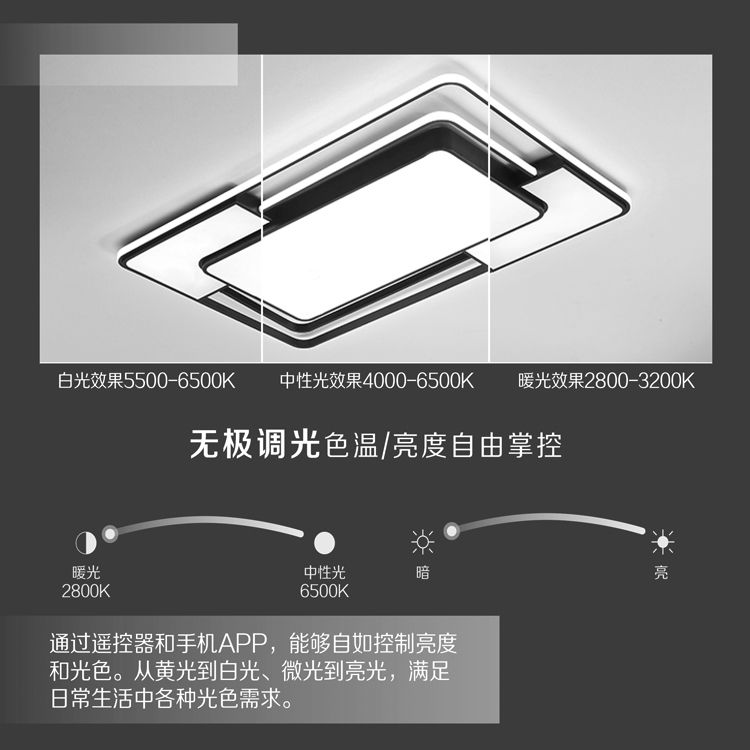 白光效果5500-6500K
中性光效果4000-6500K
暖光效果2800-3200K
无极调光色温/亮度自由掌控
暖光
2800K
中性光
6500K
暗
亮
通过遥控器和手机APP，能够自如控制亮度
和光色。从黄光到白光、微光到亮光，满足
日常生活中各种光色需求。